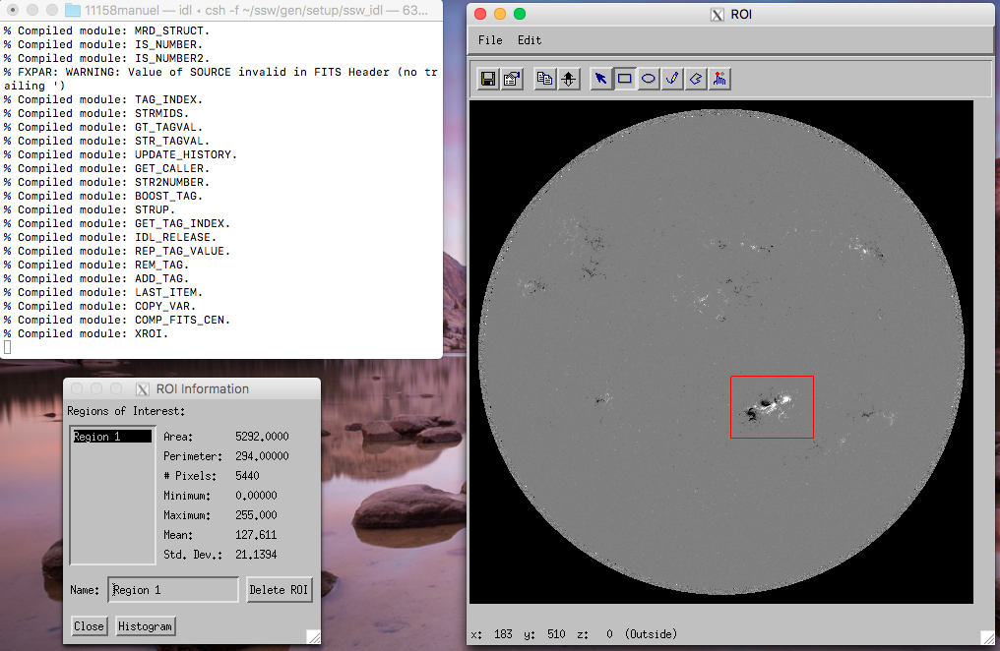 11158manuel — idl ◂ csh -f ~/ssw/gen/setup/ssw_idl — 63...
% Compiled module: MRD_STRUCT.
% Compiled module: IS_NUMBER.
% Compiled module: IS_NUMBER2.
% FXPAR: WARNING: Value of SOURCE invalid in FITS Header (no tr
ailing ')
% Compiled module: TAG_INDEX.
% Compiled module: STRMIDS.
% Compiled module: GT_TAGVAL.
% Compiled module: STR_TAGVAL.
% Compiled module: UPDATE_HISTORY.
% Compiled module: GET_CALLER.
% Compiled module: STR2NUMBER.
% Compiled module: BOOST_TAG.
% Compiled module: STRUP.
% Compiled module: GET_TAG_INDEX.
% Compiled module: IDL_RELEASE.
% Compiled module: REP_TAG_VALUE.
% Compiled module: REM_TAG.
% Compiled module: ADD_TAG.
% Compiled module: LAST_ITEM.
% Compiled module: COPY_VAR.
% Compiled module: COMP_FITS_CEN.
% Compiled module: XROI.
ROI Information
Regions of Interest:
Region 1
Area: 5292.0000
Perimeter: 294.00000
# Pixels: 5440
Minimum: 0.00000
Maximum: 255.000
Mean: 127.611
Std. Dev.: 21.1394
Name: Region 1 Delete ROI
Close Histogram
ROI
File Edit
x: 183 y: 510 z: 0 (Outside)